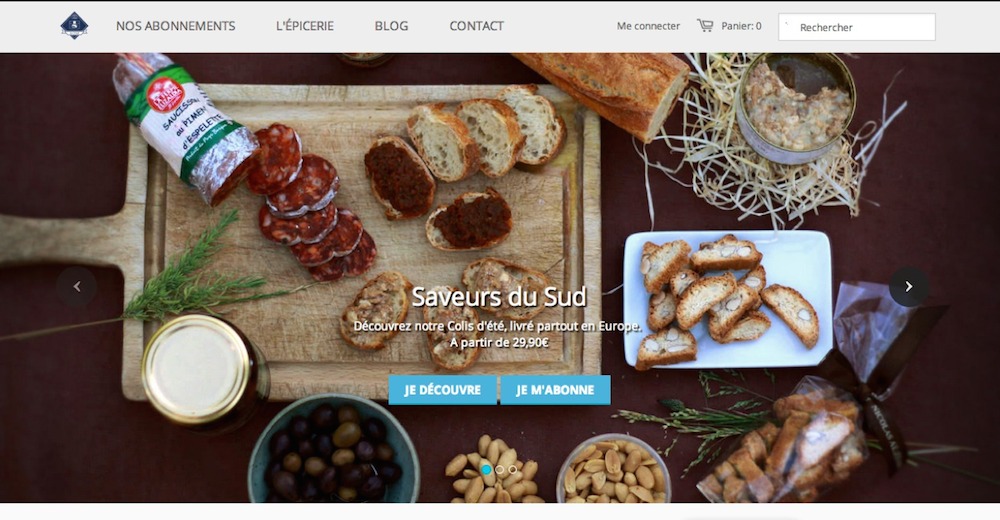 NOS ABONNEMENTS
L'ÉPICERIE
BLOG
CONTACT
Me connecter
Panier: 0
Rechercher
SAUCISSON
au PIMENT
d'ESPELETTE
Saveurs du Sud
Découvrez notre Colis d'été, livré partout en Europe.
A partir de 29,90€
JE DÉCOUVRE
JE M'ABONNE